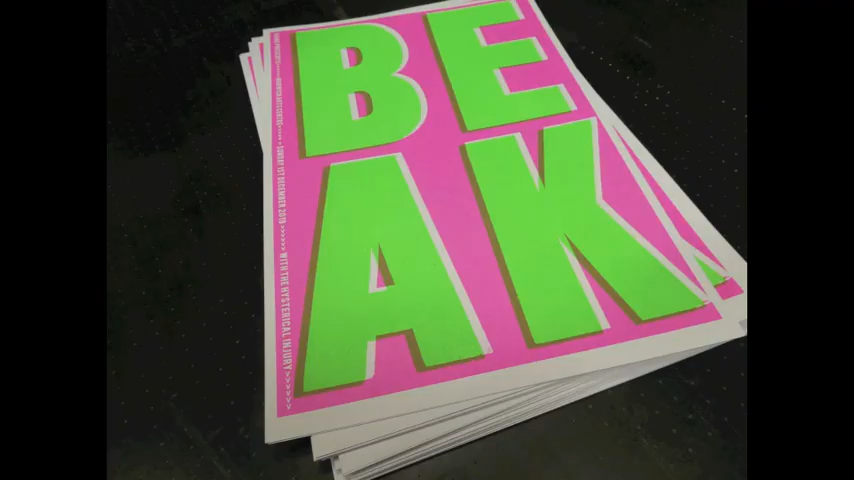 BE
AK
SUNDAY 1ST DECEMBER 2019 <<<<< WITH THE HYSTERICAL INJURY >>>>>